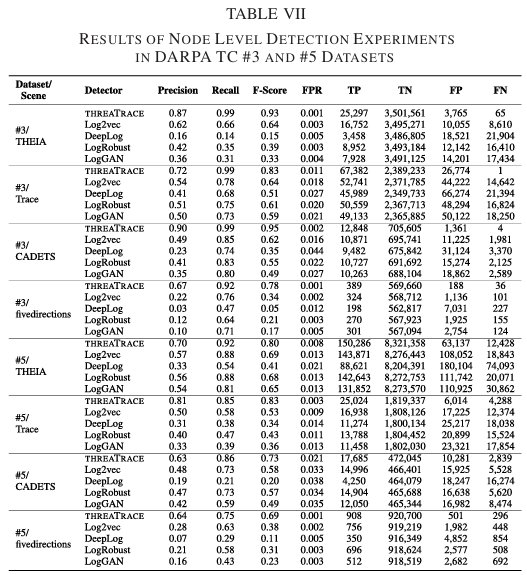 TABLE VII
RESULTS OF NODE LEVEL DETECTION EXPERIMENTS
IN DARPA TC #3 AND #5 DATASETS
Dataset/ Scene Detector Precision Recall F-Score FPR TP TN FP FN
#3/ THEIA
THREATRACE 0.87 0.99 0.93 0.001 25,297 3,501,561 3,765 65
Log2vec 0.62 0.66 0.64 0.003 16,752 3,495,271 10,055 8,610
DeepLog 0.16 0.14 0.15 0.005 3,458 3,486,805 18,521 21,904
LogRobust 0.42 0.35 0.39 0.003 8,952 3,493,184 12,142 16,410
LogGAN 0.36 0.31 0.33 0.004 7,928 3,491,125 14,201 17,434
#3/ Trace
THREATRACE 0.72 0.99 0.83 0.011 67,382 2,389,233 26,774 1
Log2vec 0.54 0.78 0.64 0.018 52,741 2,371,785 44,222 14,642
DeepLog 0.41 0.68 0.51 0.027 45,989 2,349,733 66,274 21,394
LogRobust 0.51 0.75 0.61 0.020 50,559 2,367,713 48,294 16,824
LogGAN 0.50 0.73 0.59 0.021 49,133 2,365,885 50,122 18,250
#3/ CADETS
THREATRACE 0.90 0.99 0.95 0.002 12,848 705,605 1,361 4
Log2vec 0.49 0.85 0.62 0.016 10,871 695,741 11,225 1,981
DeepLog 0.23 0.74 0.35 0.044 9,482 675,842 31,124 3,370
LogRobust 0.41 0.83 0.55 0.022 10,727 691,692 15,274 2,125
LogGAN 0.35 0.80 0.49 0.027 10,263 688,104 18,862 2,589
#3/ fivedirections
THREATRACE 0.67 0.92 0.78 0.001 389 569,660 188 36
Log2vec 0.22 0.76 0.34 0.002 324 568,712 1,136 101
DeepLog 0.03 0.47 0.05 0.12 198 562,817 7,031 227
LogRobust 0.12 0.64 0.21 0.003 270 567,923 1,925 155
LogGAN 0.10 0.71 0.17 0.005 301 567,094 2,754 124
#5/ THEIA
THREATRACE 0.70 0.92 0.80 0.008 150,286 8,321,358 63,137 12,428
Log2vec 0.57 0.88 0.69 0.013 143,871 8,276,443 108,052 18,843
DeepLog 0.33 0.54 0.41 0.021 88,621 8,204,391 180,104 74,093
LogRobust 0.56 0.88 0.68 0.013 142,643 8,272,753 111,742 20,071
LogGAN 0.54 0.81 0.65 0.013 131,852 8,273,570 110,925 30,862
#5/ Trace
THREATRACE 0.81 0.85 0.83 0.003 25,024 1,819,337 6,014 4,288
Log2vec 0.50 0.58 0.53 0.009 16,938 1,808,126 17,225 12,374
DeepLog 0.31 0.38 0.34 0.014 11,274 1,800,134 25,217 18,038
LogRobust 0.40 0.47 0.43 0.011 13,788 1,804,452 20,899 15,524
LogGAN 0.33 0.39 0.36 0.013 11,458 1,802,030 23,321 17,854
#5/ CADETS
THREATRACE 0.63 0.86 0.73 0.021 17,685 472,045 10,281 2,839
Log2vec 0.48 0.73 0.58 0.033 14,996 466,401 15,925 5,528
DeepLog 0.19 0.21 0.20 0.038 4,250 464,079 18,247 16,274
LogRobust 0.47 0.73 0.57 0.034 14,904 465,688 16,638 5,620
LogGAN 0.42 0.59 0.49 0.035 12,050 465,344 16,982 8,474
#5/ fivedirections
THREATRACE 0.64 0.75 0.69 0.001 908 920,700 501 296
Log2vec 0.28 0.63 0.38 0.002 756 919,219 1,982 448
DeepLog 0.07 0.29 0.11 0.005 350 916,349 4,852 854
LogRobust 0.21 0.58 0.31 0.003 696 918,624 2,577 508
LogGAN 0.16 0.43 0.23 0.003 512 918,519 2,682 692